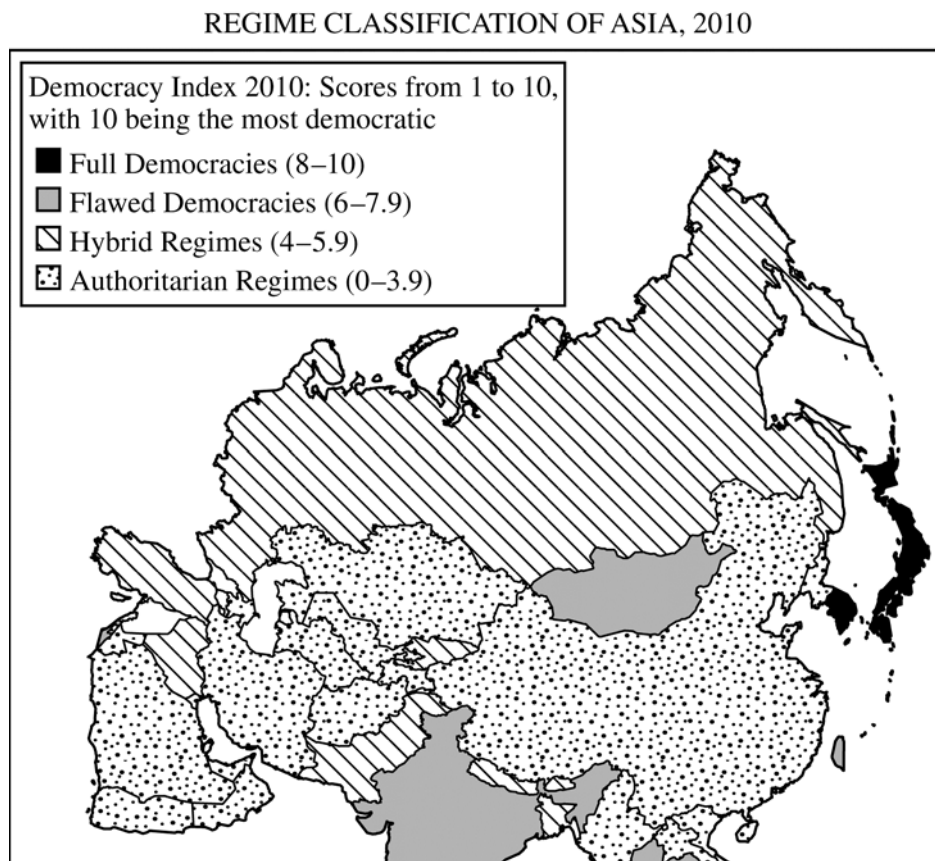 REGIME CLASSIFICATION OF ASIA, 2010
Democracy Index 2010: Scores from 1 to 10,
with 10 being the most democratic
Full Democracies (8–10)
Flawed Democracies (6–7.9)
Hybrid Regimes (4–5.9)
Authoritarian Regimes (0–3.9)